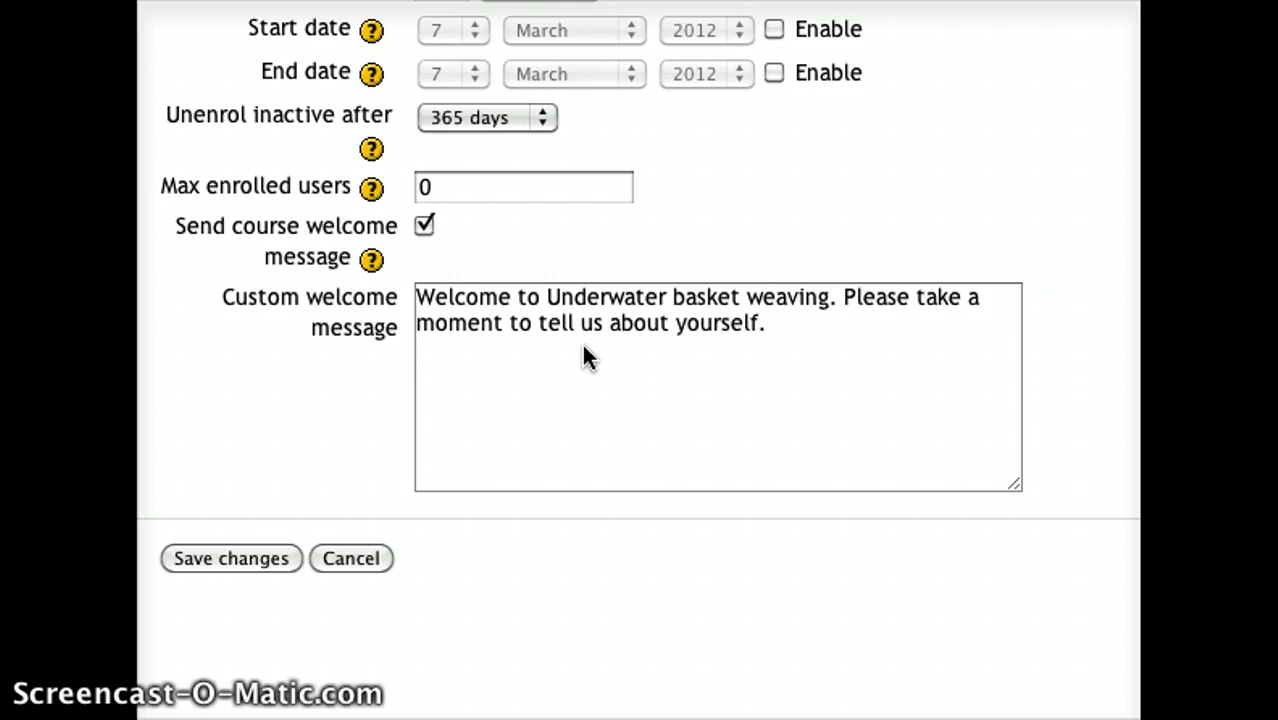 Start date ? 7 March 2012 Enable
End date ? 7 March 2012 Enable
Unenrol inactive after 365 days
?
Max enrolled users ? 0
Send course welcome
message ?
Custom welcome
message
Welcome to Underwater basket weaving. Please take a
moment to tell us about yourself.
Save changes Cancel
Screencast-O-Matic.com